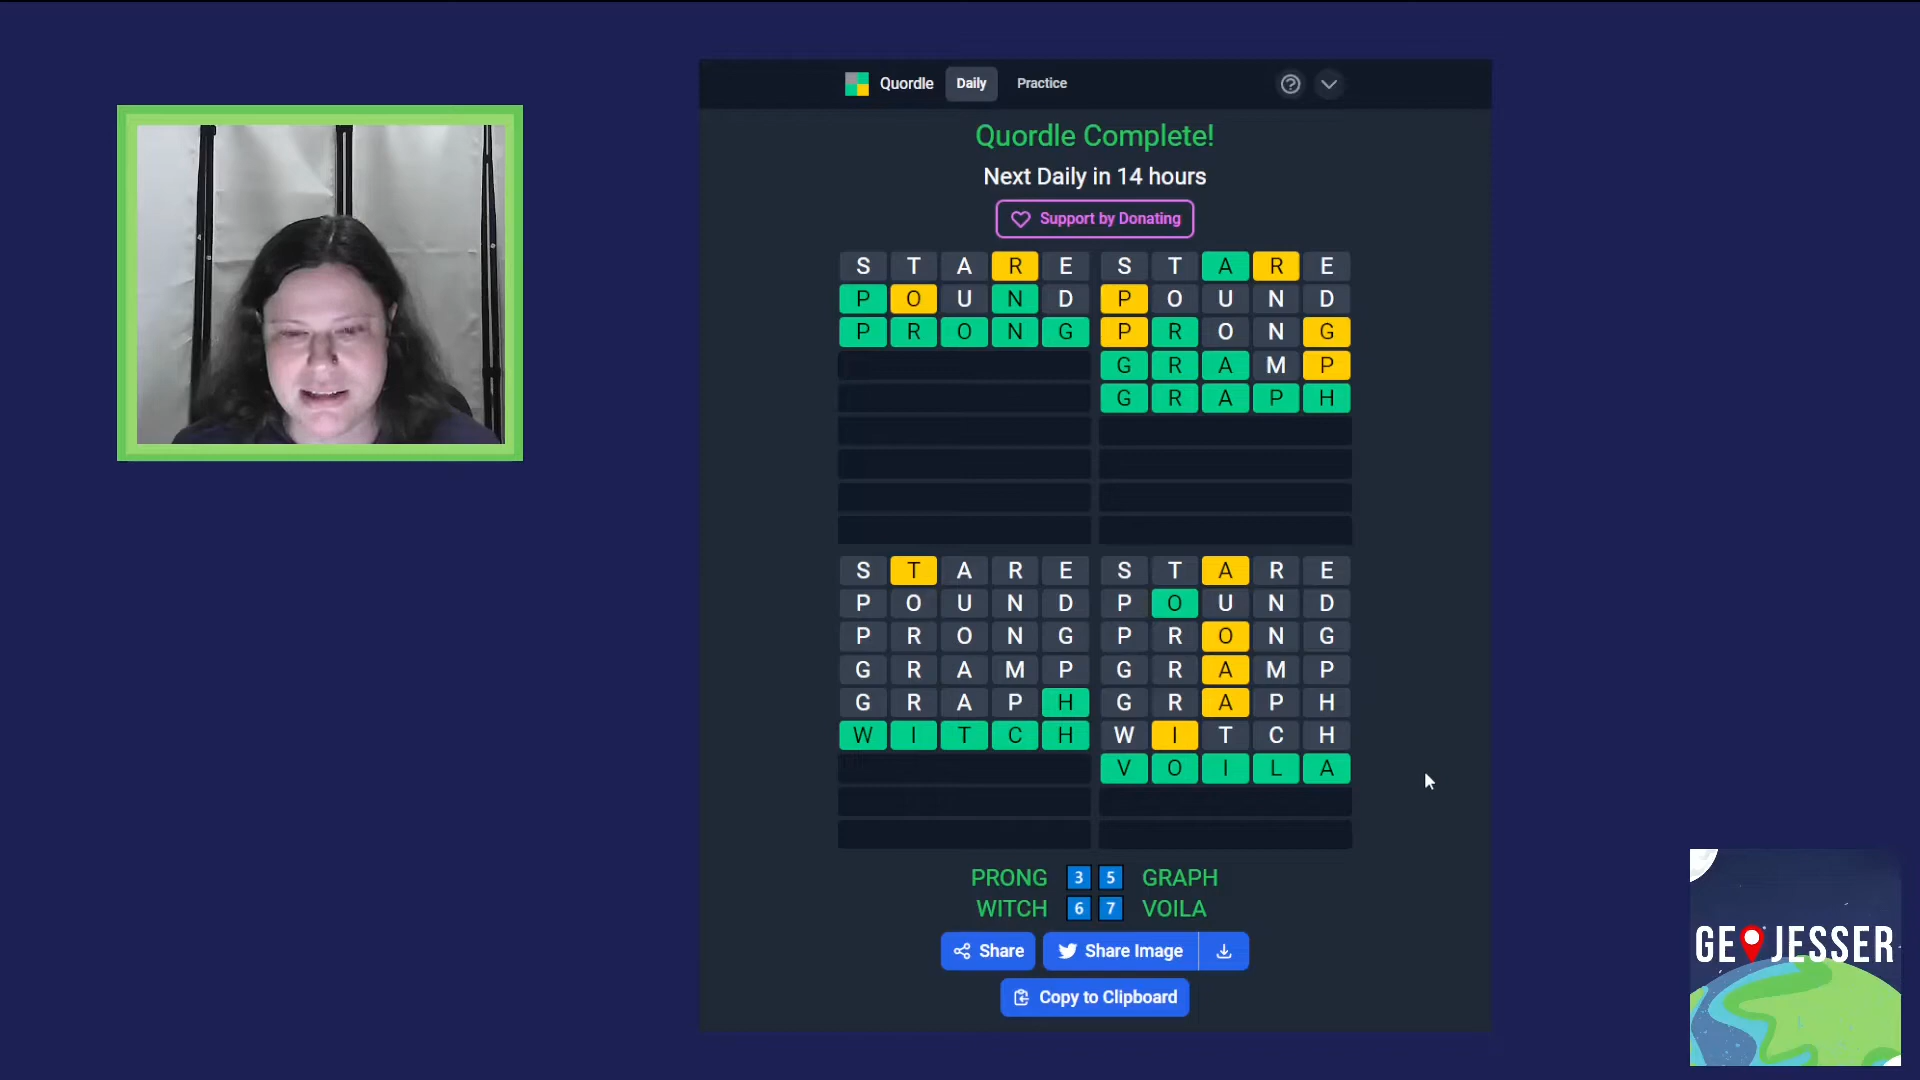 Quordle Daily Practice
Quordle Complete!
Next Daily in 14 hours
Support by Donating
S T A R E S T A R E
P O U N D P O U N D
P R O N G P R O N G
G R A M P
G R A P H
S T A R E S T A R E
P O U N D P O U N D
P R O N G P R O N G
G R A M P G R A M P
G R A P H G R A P H
W I T C H W I T C H
V O I L A
PRONG 3 5 GRAPH
WITCH 6 7 VOILA
Share Share Image
Copy to Clipboard
GEOJESSER